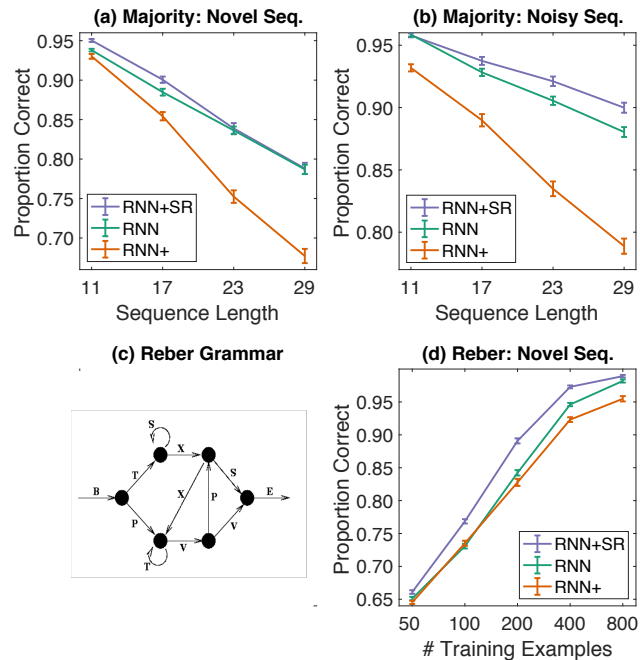 (a) Majority: Novel Seq.
Proportion Correct
0.95
0.90
0.85
0.80
0.75
0.70
RNN+SR
RNN
RNN+
11 17 23 29
Sequence Length
(b) Majority: Noisy Seq.
Proportion Correct
0.95
0.90
0.85
0.80
RNN+SR
RNN
RNN+
11 17 23 29
Sequence Length
(c) Reber Grammar
S
X
T
S
B
X
P
E
P
V
V
T
(d) Reber: Novel Seq.
Proportion Correct
0.95
0.90
0.85
0.80
0.75
0.70
0.65
RNN+SR
RNN
RNN+
50 100 200 400 800
# Training Examples